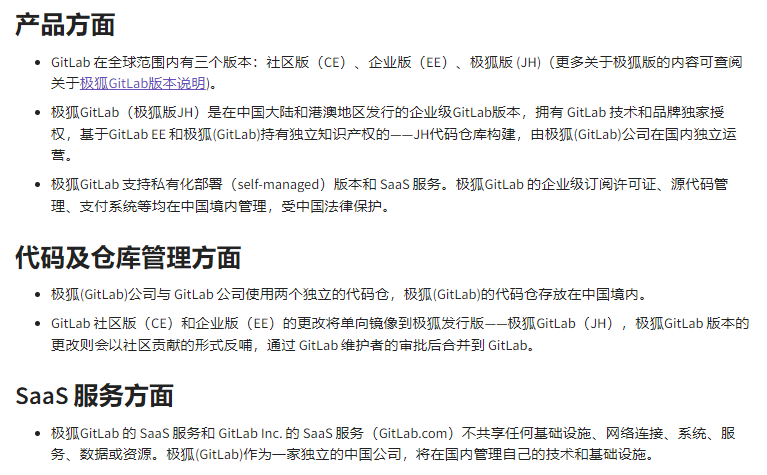 产品方面
• GitLab 在全球范围内有三个版本：社区版（CE）、企业版（EE）、极狐版 (JH)（更多关于极狐版的内容可查阅
关于极狐GitLab版本说明)。
• 极狐GitLab（极狐版JH）是在中国大陆和港澳地区发行的企业级GitLab版本，拥有 GitLab 技术和品牌独家授
权，基于GitLab EE 和极狐(GitLab)持有独立知识产权的——JH代码仓库构建，由极狐(GitLab)公司在国内独立运
营。
• 极狐GitLab 支持私有化部署（self-managed）版本和 SaaS 服务。极狐GitLab 的企业级订阅许可证、源代码管
理、支付系统等均在中国境内管理，受中国法律保护。
代码及仓库管理方面
• 极狐(GitLab)公司与 GitLab 公司使用两个独立的代码仓，极狐(GitLab)的代码仓存放在中国境内。
• GitLab 社区版（CE）和企业版（EE）的更改将单向镜像到极狐发行版——极狐GitLab（JH），极狐GitLab 版本的
更改则会以社区贡献的形式反哺，通过 GitLab 维护者的审批后合并到 GitLab。
SaaS 服务方面
• 极狐GitLab 的 SaaS 服务和 GitLab Inc. 的 SaaS 服务（GitLab.com）不共享任何基础设施、网络连接、系统、服
务、数据或资源。极狐(GitLab)作为一家独立的中国公司，将在国内管理自己的技术和基础设施。